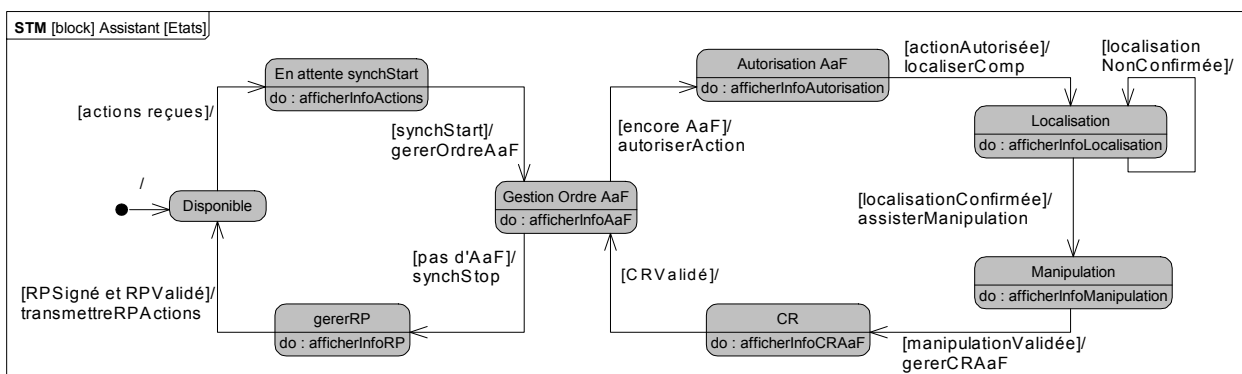 STM [block] Assistant [Etats]
En attente synchStart
do : afficherInfoActions
[actions reçues]/
[synchStart]/
gererOrdreAaF
/
Disponible
Gestion Ordre AaF
do : afficherInfoAaF
[encore AaF]/
autoriserAction
Autorisation AaF
do : afficherInfoAutorisation
[actionAutorisée]/
localiserComp
[localisation
NonConfirmée]/
Localisation
do : afficherInfoLocalisation
[localisationConfirmée]/
assisterManipulation
Manipulation
do : afficherInfoManipulation
[manipulationValidée]/
gererCRAaF
CR
do : afficherInfoCRAaF
[CRValidé]/
[pas d'AaF]/
synchStop
gererRP
do : afficherInfoRP
[RPSigné et RPValidé]/
transmettreRPActions